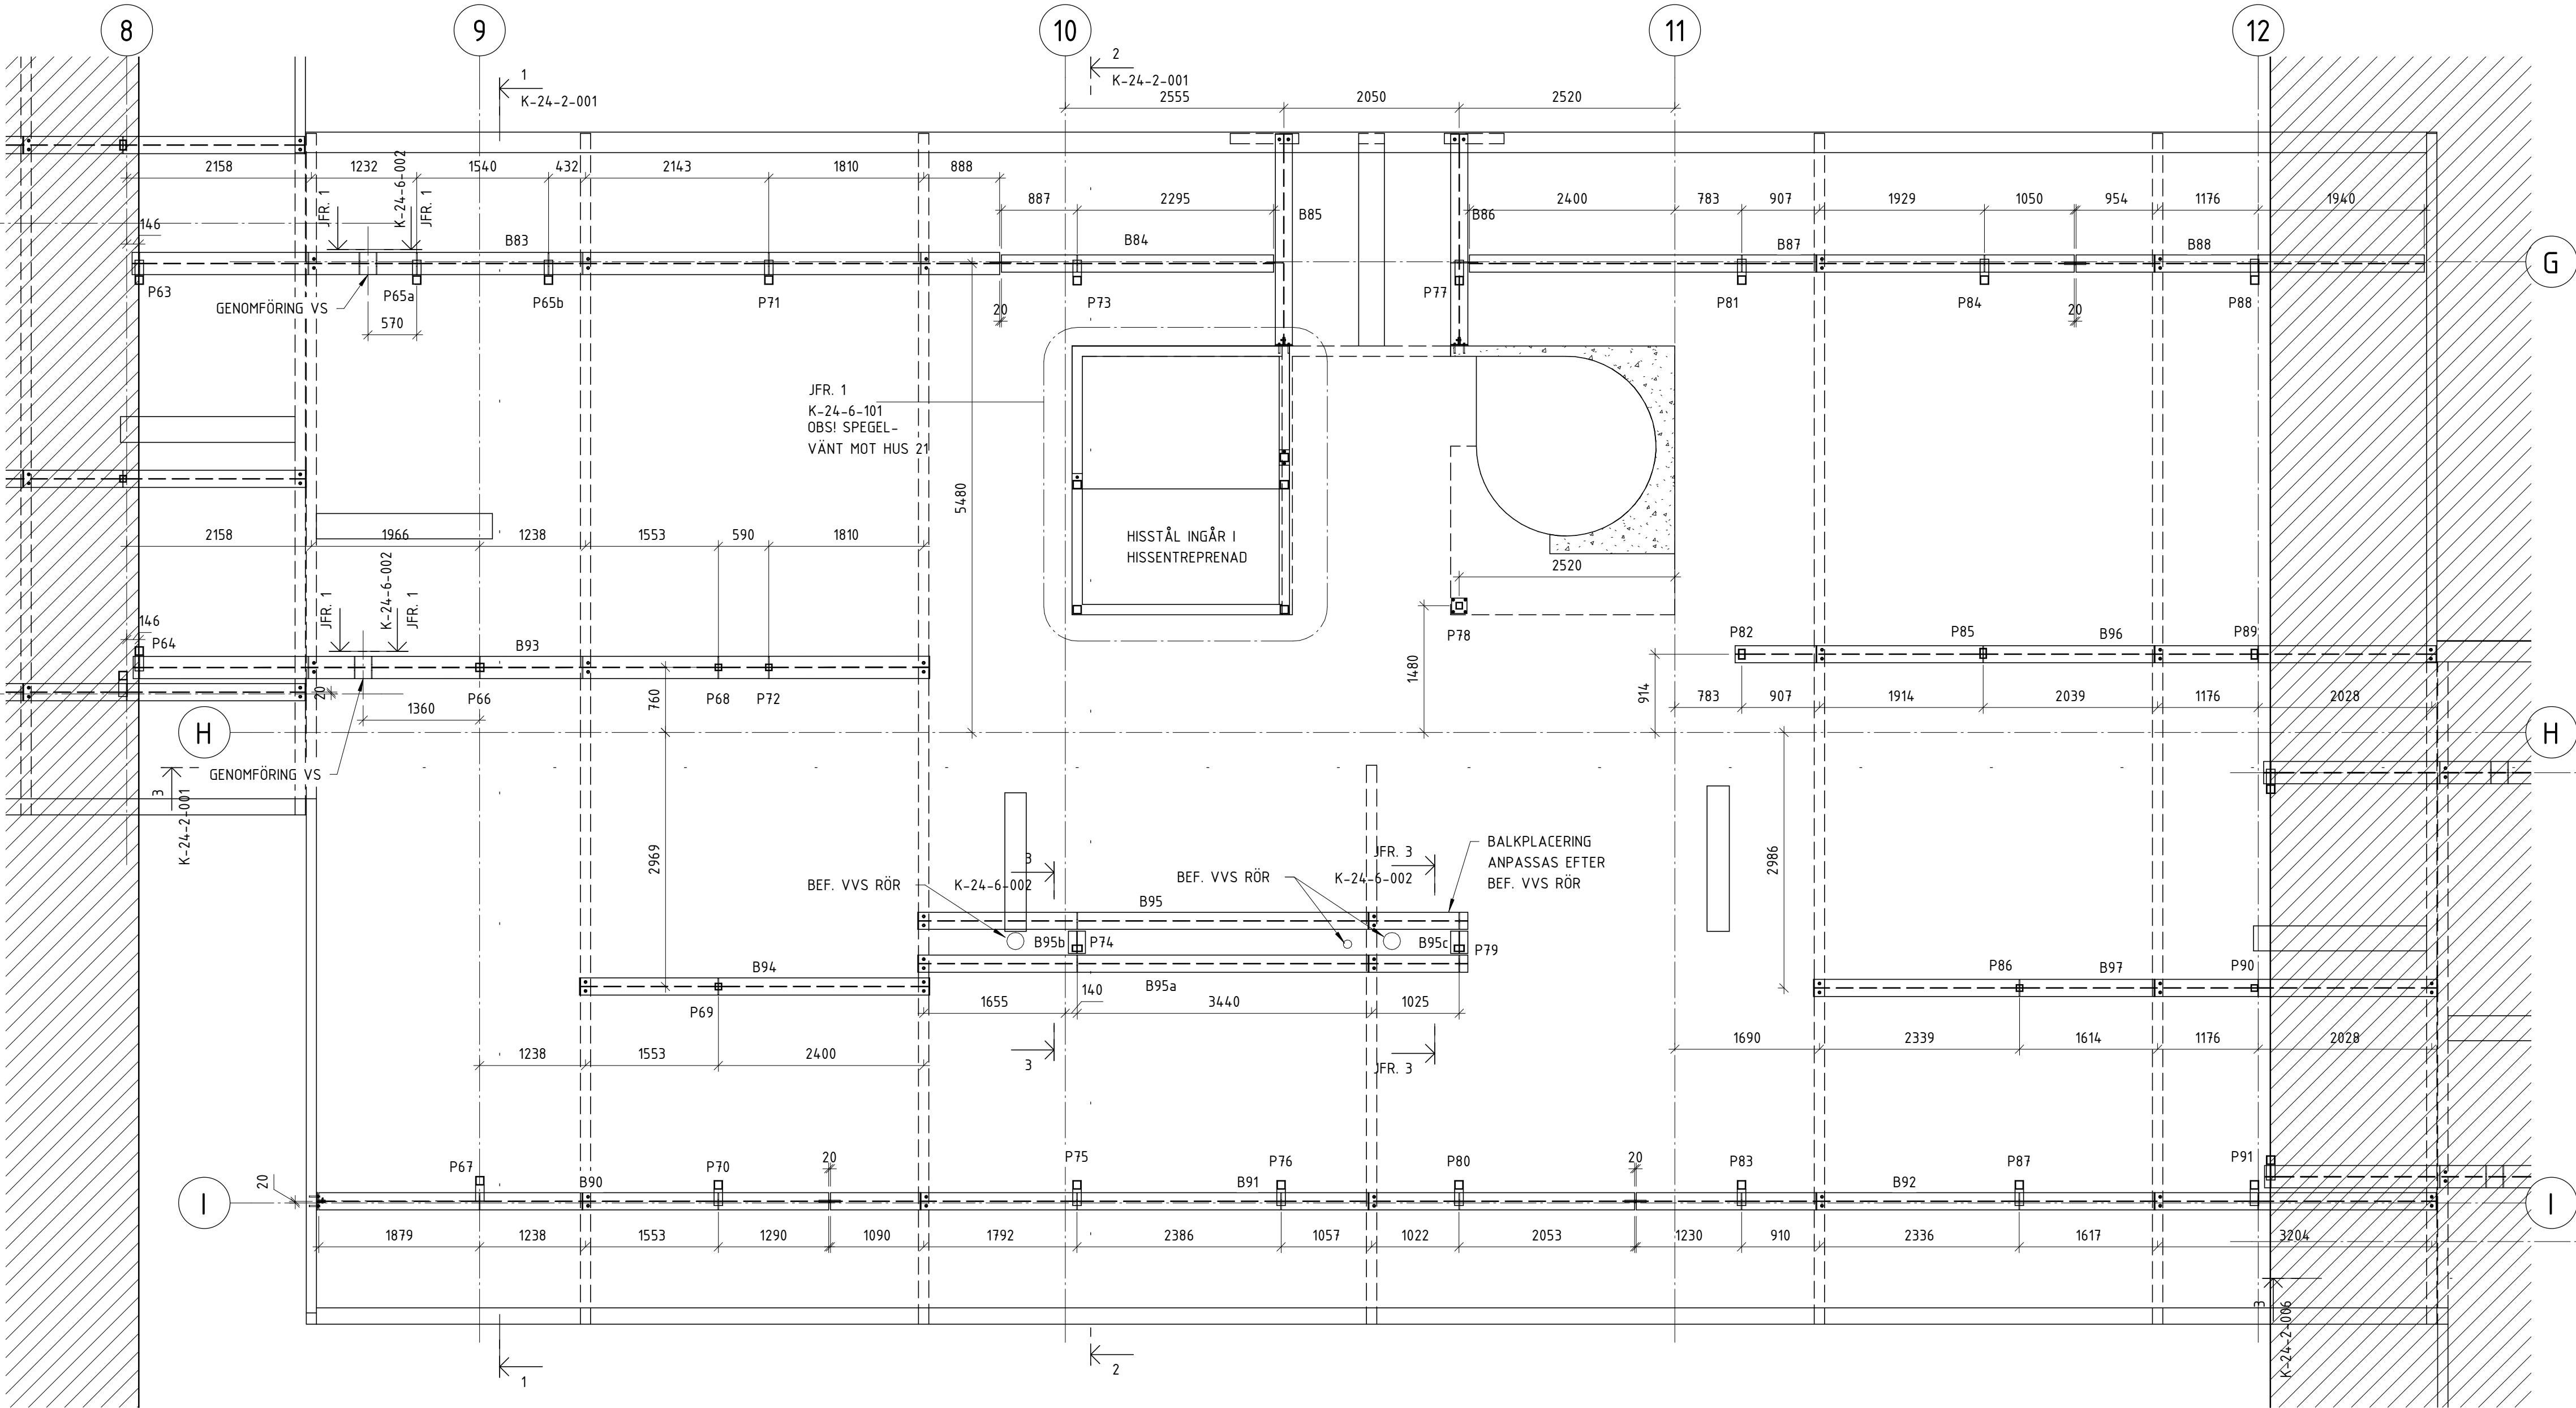 8
9
10
11
12
1
K-24-2-001
2
K-24-2-001
2555
2050
2520
2158
1232
K-24-6-002
1540
432
2143
1810
888
JFR. 1
JFR. 1
887
2295
2400
783
907
1929
1050
954
1176
1940
146
B83
B84
B85
B86
B87
B88
G
P63
P65a
P65b
P71
P73
P77
P81
P84
P88
GENOMFÖRING VS
570
20
20
JFR. 1
K-24-6-101
OBS! SPEGEL-
VÄNT MOT HUS 21
5480
HISSTÅL INGÅR I
HISSENTREPRENAD
2158
1966
1238
1553
590
1810
2520
K-24-6-002
JFR. 1
JFR. 1
146
P64
B93
P78
P82
P85
B96
P89
1480
914
20
P66
P68
P72
1360
760
783
907
1914
2039
1176
2028
H
H
GENOMFÖRING VS
3
K-24-2-001
2969
2986
BALKPLACERING
ANPASSAS EFTER
BEF. VVS RÖR
3
K-24-6-002
JFR. 3
K-24-6-002
BEF. VVS RÖR
BEF. VVS RÖR
B95
B95b
P74
B95c
P79
B94
B95a
P86
B97
P90
P69
1655
140
3440
1025
1238
1553
2400
3
JFR. 3
1690
2339
1614
1176
2028
P67
P70
20
P75
P76
P80
20
P83
P87
P91
20
I
B90
B91
B92
I
1879
1238
1553
1290
1090
1792
2386
1057
1022
2053
1230
910
2336
1617
3204
3
K-24-2-006
1
2